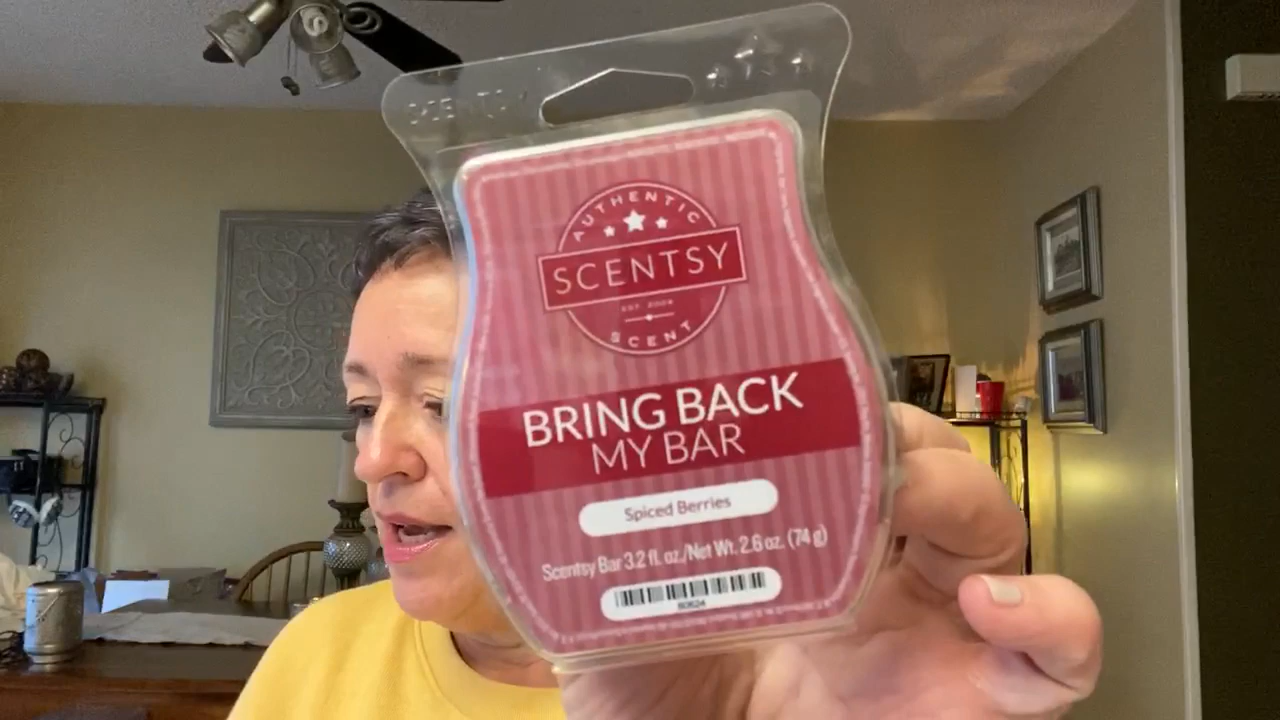 SCENTSY
AUTHENTIC
SCENTSY
EST. 2004
SCENT
BRING BACK
MY BAR
Spiced Berries
Scentsy Bar 3.2 fl. oz./Net Wt. 2.6 oz. (74 g)